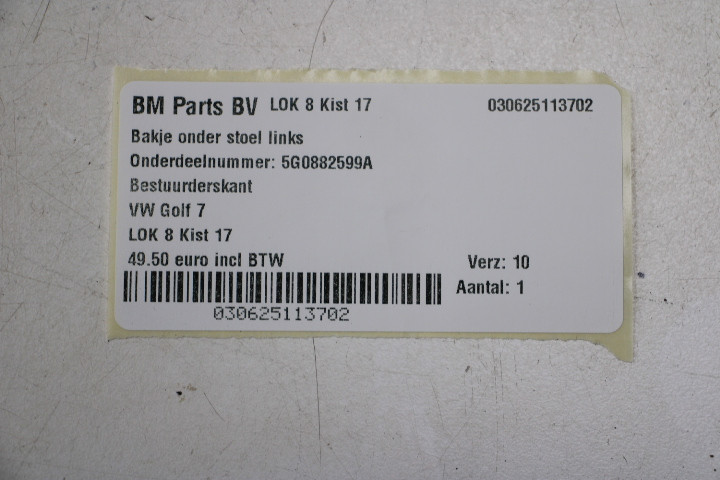 BM Parts BV LOK 8 Kist 17 030625113702
Bakje onder stoel links
Onderdeelnummer: 5G0882599A
Bestuurderskant
VW Golf 7
LOK 8 Kist 17
49.50 euro incl BTW Verz: 10
Aantal: 1
030625113702